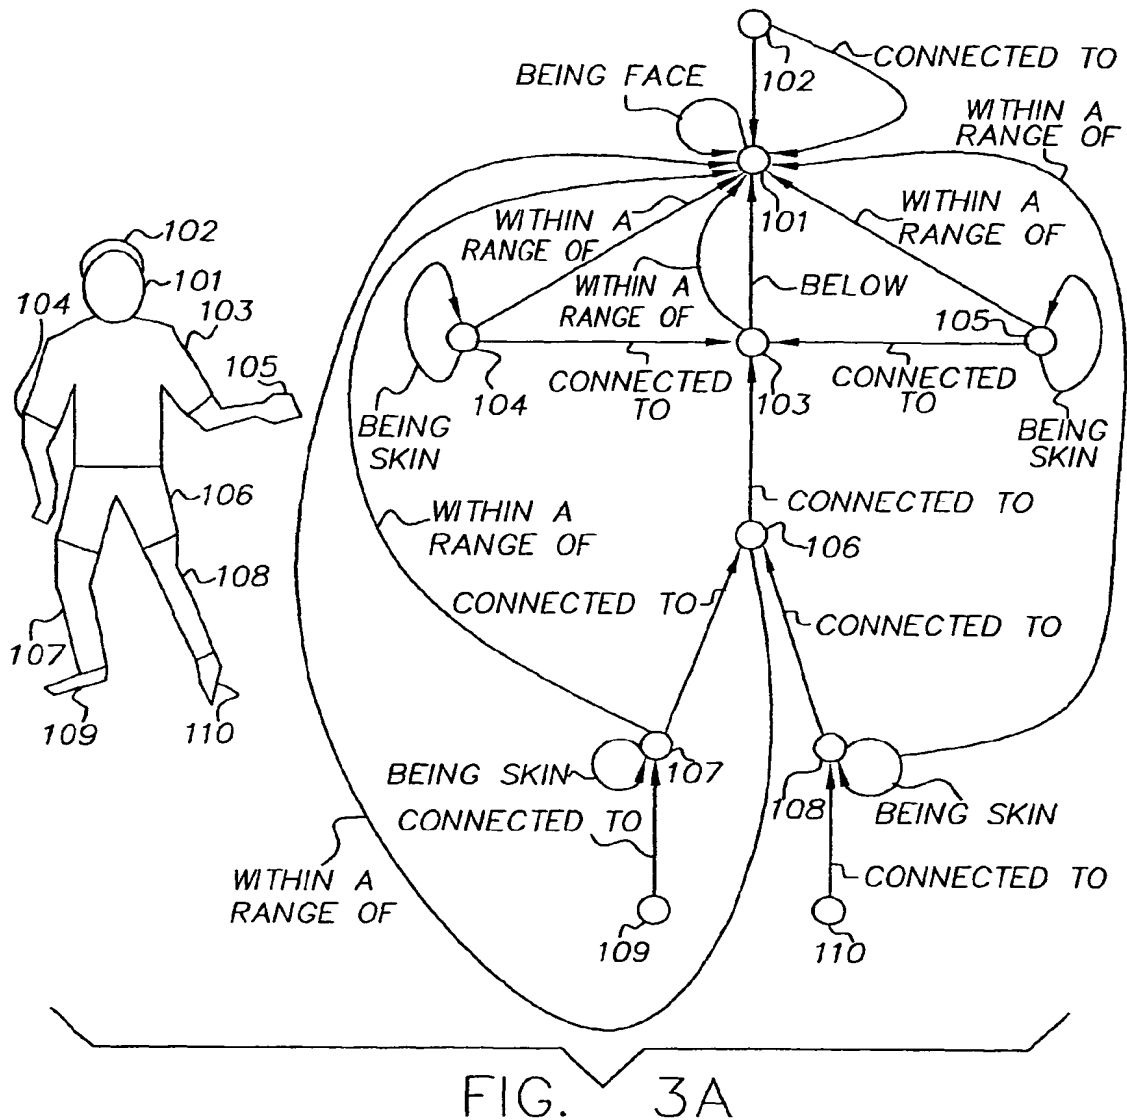 102
CONNECTED TO
BEING FACE
WITHIN A
RANGE OF
101
WITHIN A
RANGE OF
WITHIN A
RANGE OF
WITHIN A
RANGE OF
BELOW
102
101
103
104
105
105
104
103
CONNECTED
TO
CONNECTED
TO
BEING
SKIN
BEING
SKIN
106
108
107
109
110
WITHIN A
RANGE OF
CONNECTED TO
106
CONNECTED TO
CONNECTED TO
107
108
BEING SKIN
BEING SKIN
CONNECTED TO
CONNECTED TO
WITHIN A
RANGE OF
109
110
FIG. 3A